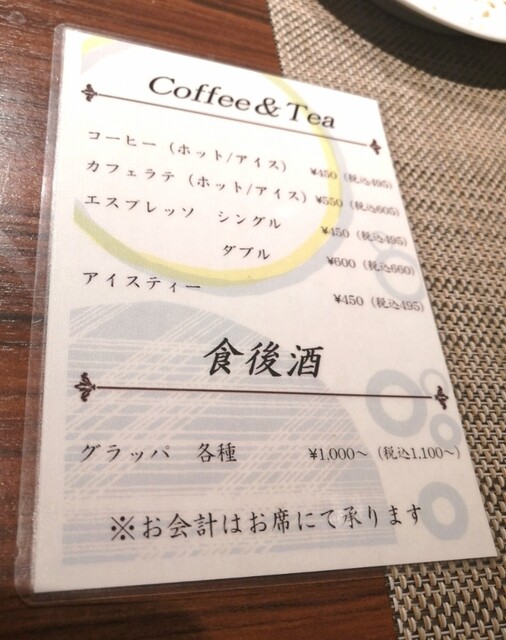 Coffee & Tea
コーヒー（ホット/アイス） ¥450（税込495）
カフェラテ（ホット/アイス） ¥550（税込605）
エスプレッソ シングル ¥450（税込495）
ダブル ¥600（税込660）
アイスティー ¥450（税込495）
食後酒
グラッパ 各種 ¥1,000～（税込1,100～）
※お会計はお席にて承ります